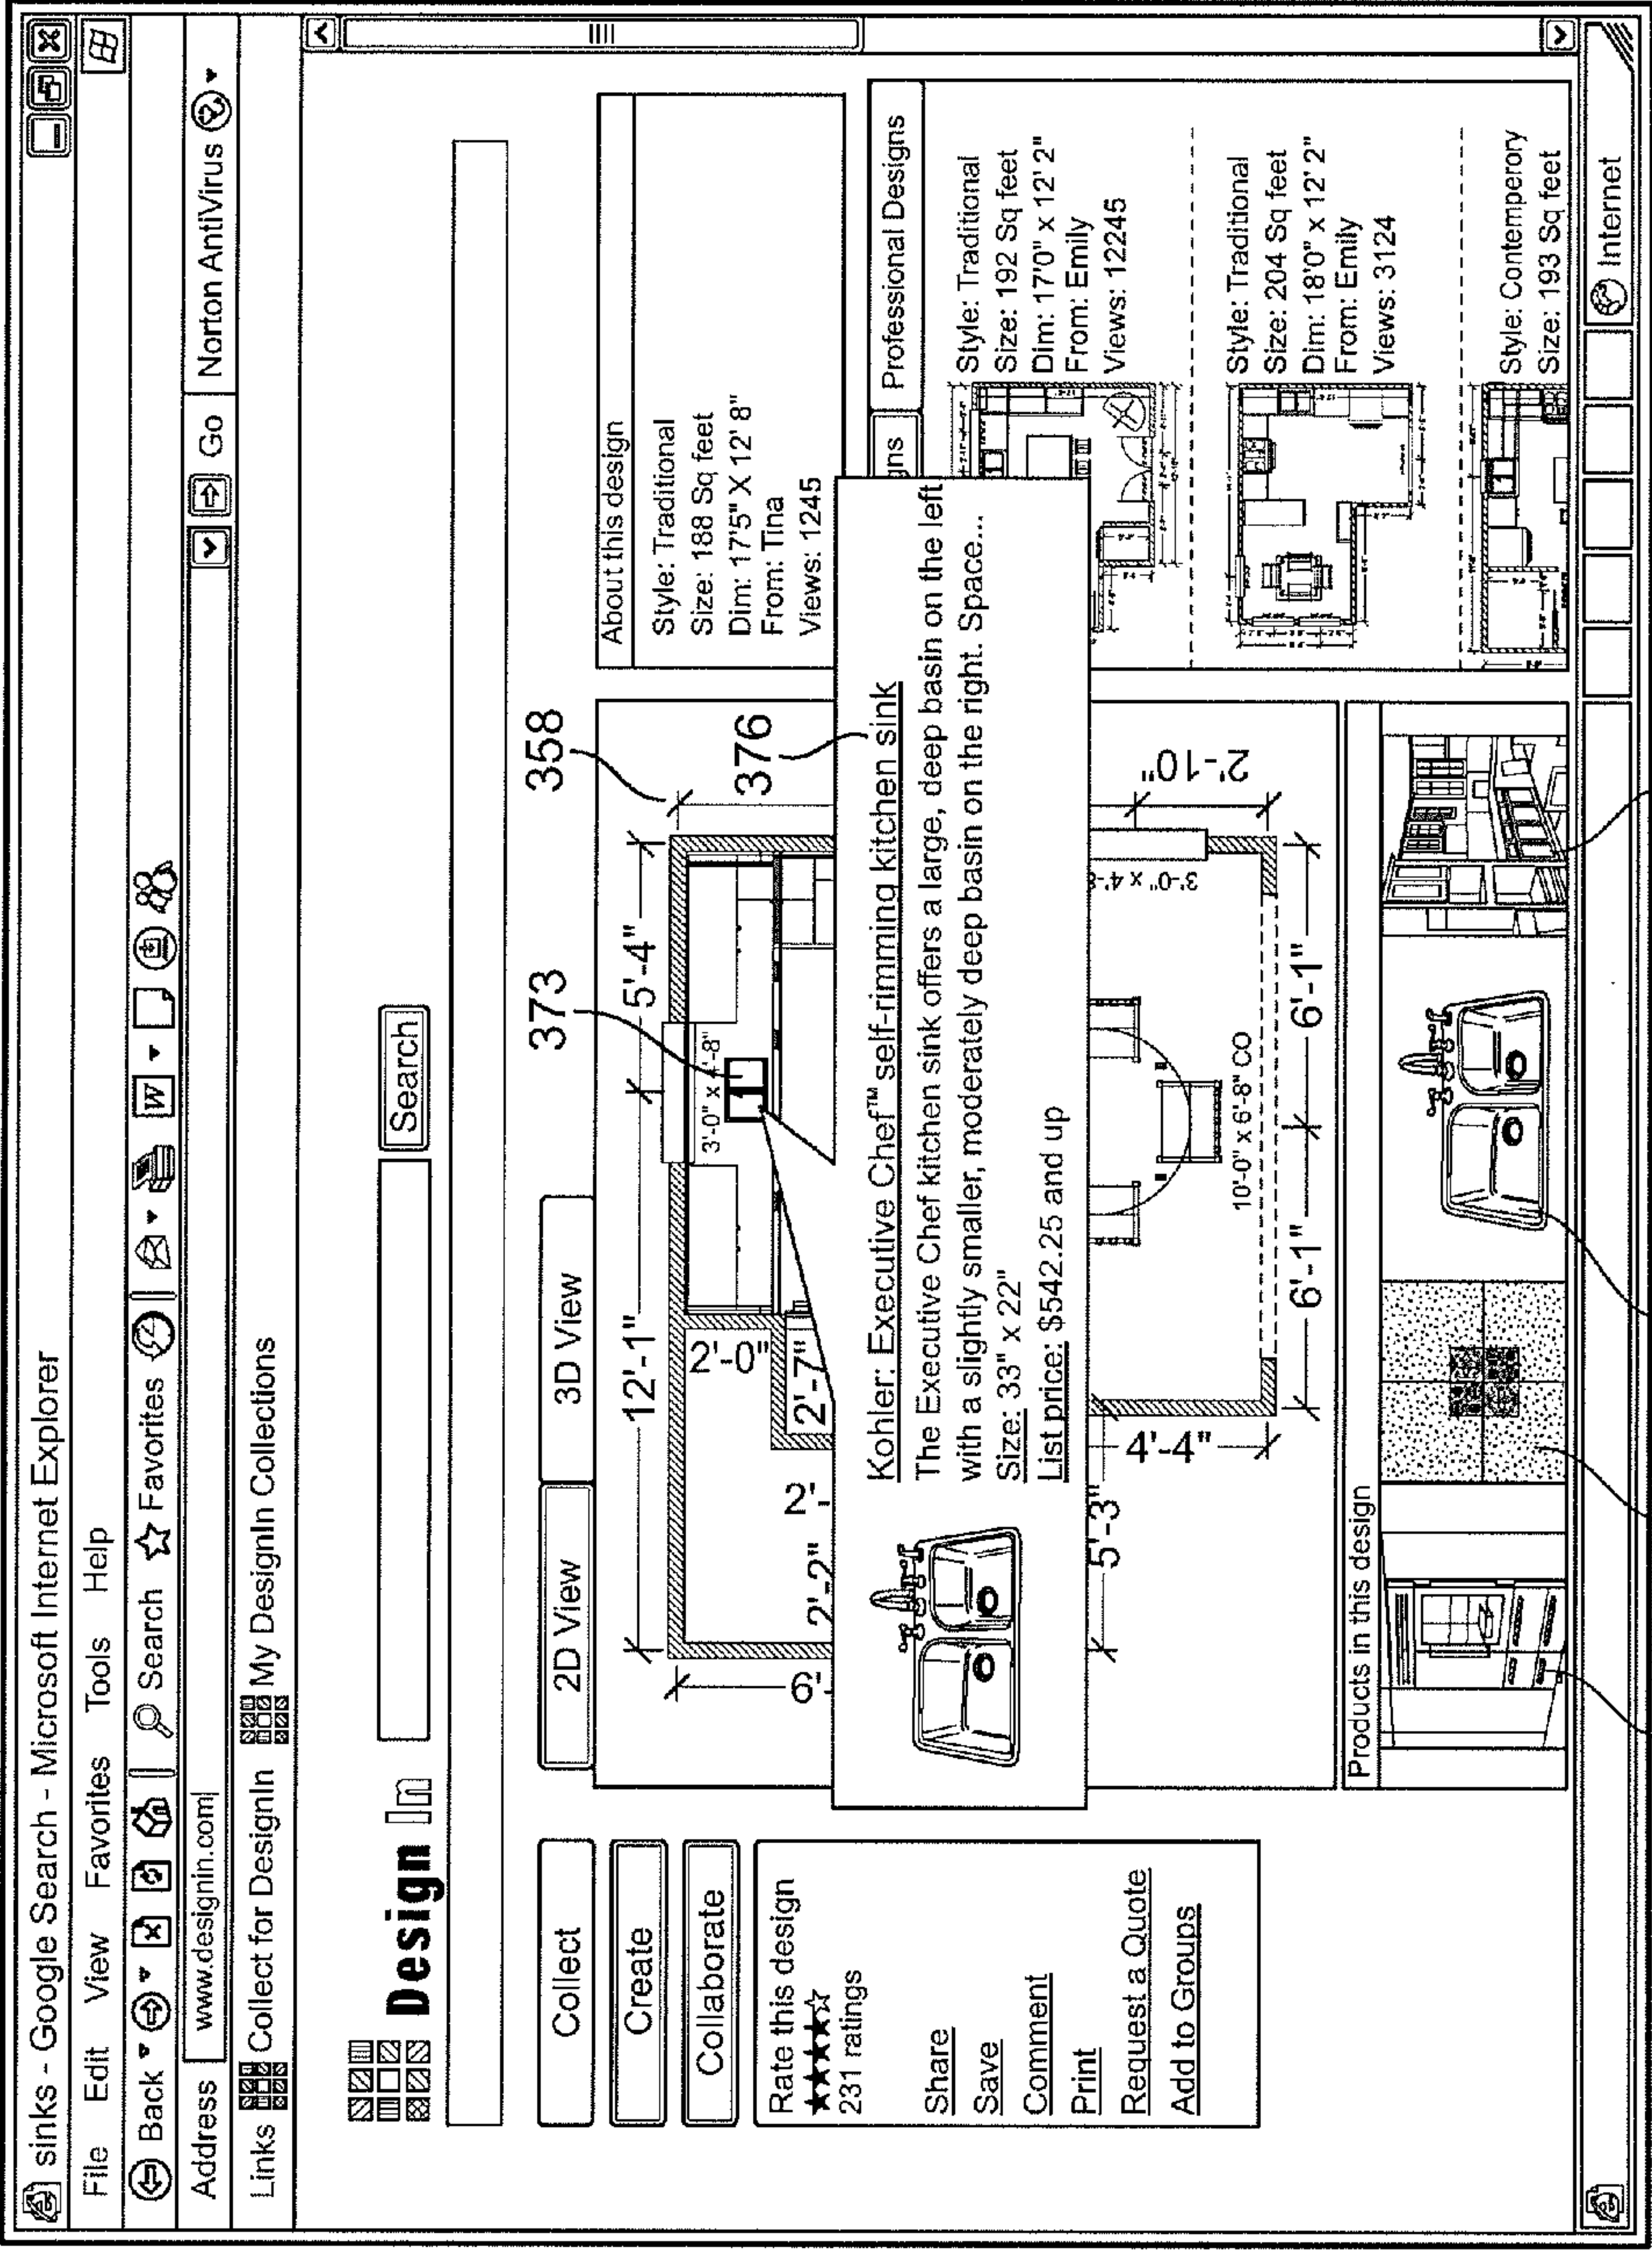 sinks - Google Search - Microsoft Internet Explorer
File Edit View Favorites Tools Help
Back Search Favorites W
Address www.designin.com Go Norton AntiVirus
Links Collect for DesignIn My DesignIn Collections
Design In
Search
Collect
Create
Collaborate
Rate this design
231 ratings
Share
Save
Comment
Print
Request a Quote
Add to Groups
2D View
3D View
373
358
12'-1"
5'-4"
3'-0" x 4'-8"
2'-0"
2'-7"
2'-
2'-2"
6'-
376
Kohler: Executive Chef™ self-rimming kitchen sink
The Executive Chef kitchen sink offers a large, deep basin on the left
with a slightly smaller, moderately deep basin on the right. Space...
Size: 33" x 22"
List price: $542.25 and up
5'-3"
4'-4"
3'-0" x 4'-8
2'-10"
10'-0" x 6'-8" CO
6'-1"
6'-1"
Products in this design
About this design
Style: Traditional
Size: 188 Sq feet
Dim: 17'5" X 12' 8"
From: Tina
Views: 1245
gns
Professional Designs
Style: Traditional
Size: 192 Sq feet
Dim: 17'0" x 12' 2"
From: Emily
Views: 12245
Style: Traditional
Size: 204 Sq feet
Dim: 18'0" x 12' 2"
From: Emily
Views: 3124
Style: Contemperory
Size: 193 Sq feet
Internet